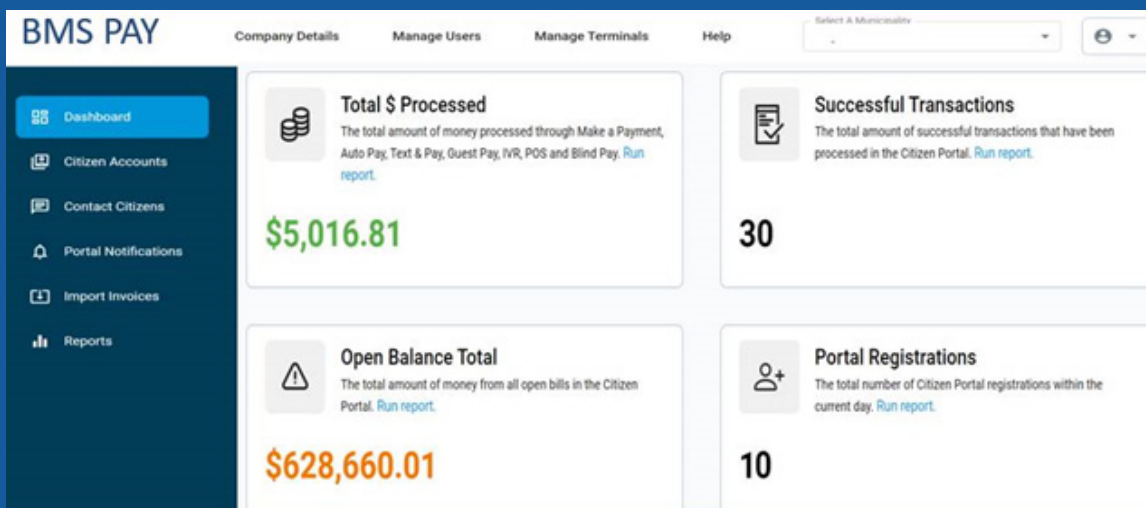 BMS PAY
Company Details
Manage Users
Manage Terminals
Help
Select A Municipality
Dashboard
Citizen Accounts
Contact Citizens
Portal Notifications
Import Invoices
Reports
Total $ Processed
The total amount of money processed through Make a Payment,
Auto Pay, Text & Pay, Guest Pay, IVR, POS and Blind Pay. Run
report.
$5,016.81
Successful Transactions
The total amount of successful transactions that have been
processed in the Citizen Portal. Run report.
30
Open Balance Total
The total amount of money from all open bills in the Citizen
Portal. Run report.
$628,660.01
Portal Registrations
The total number of Citizen Portal registrations within the
current day. Run report.
10